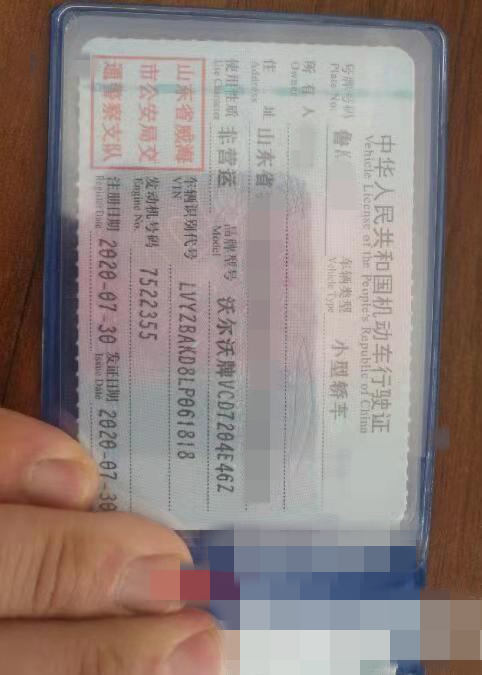 中华人民共和国机动车行驶证
Vehicle License of the People's Republic of China
号牌号码 鲁 车辆类型 小型轿车
Plate No. Vehicle Type
所有人
Owner
住址 山东省
Address
使用性质 非营运 品牌型号 沃尔沃牌VCD7204E46Z
Use Character Model
山东省威海
市公安局交
通警察支队
车辆识别代号 LVYZBAKD8LP061818
VIN
发动机号码 7522355
Engine No.
注册日期 2020-07-30 发证日期 2020-07-30
Register Date Issue Date